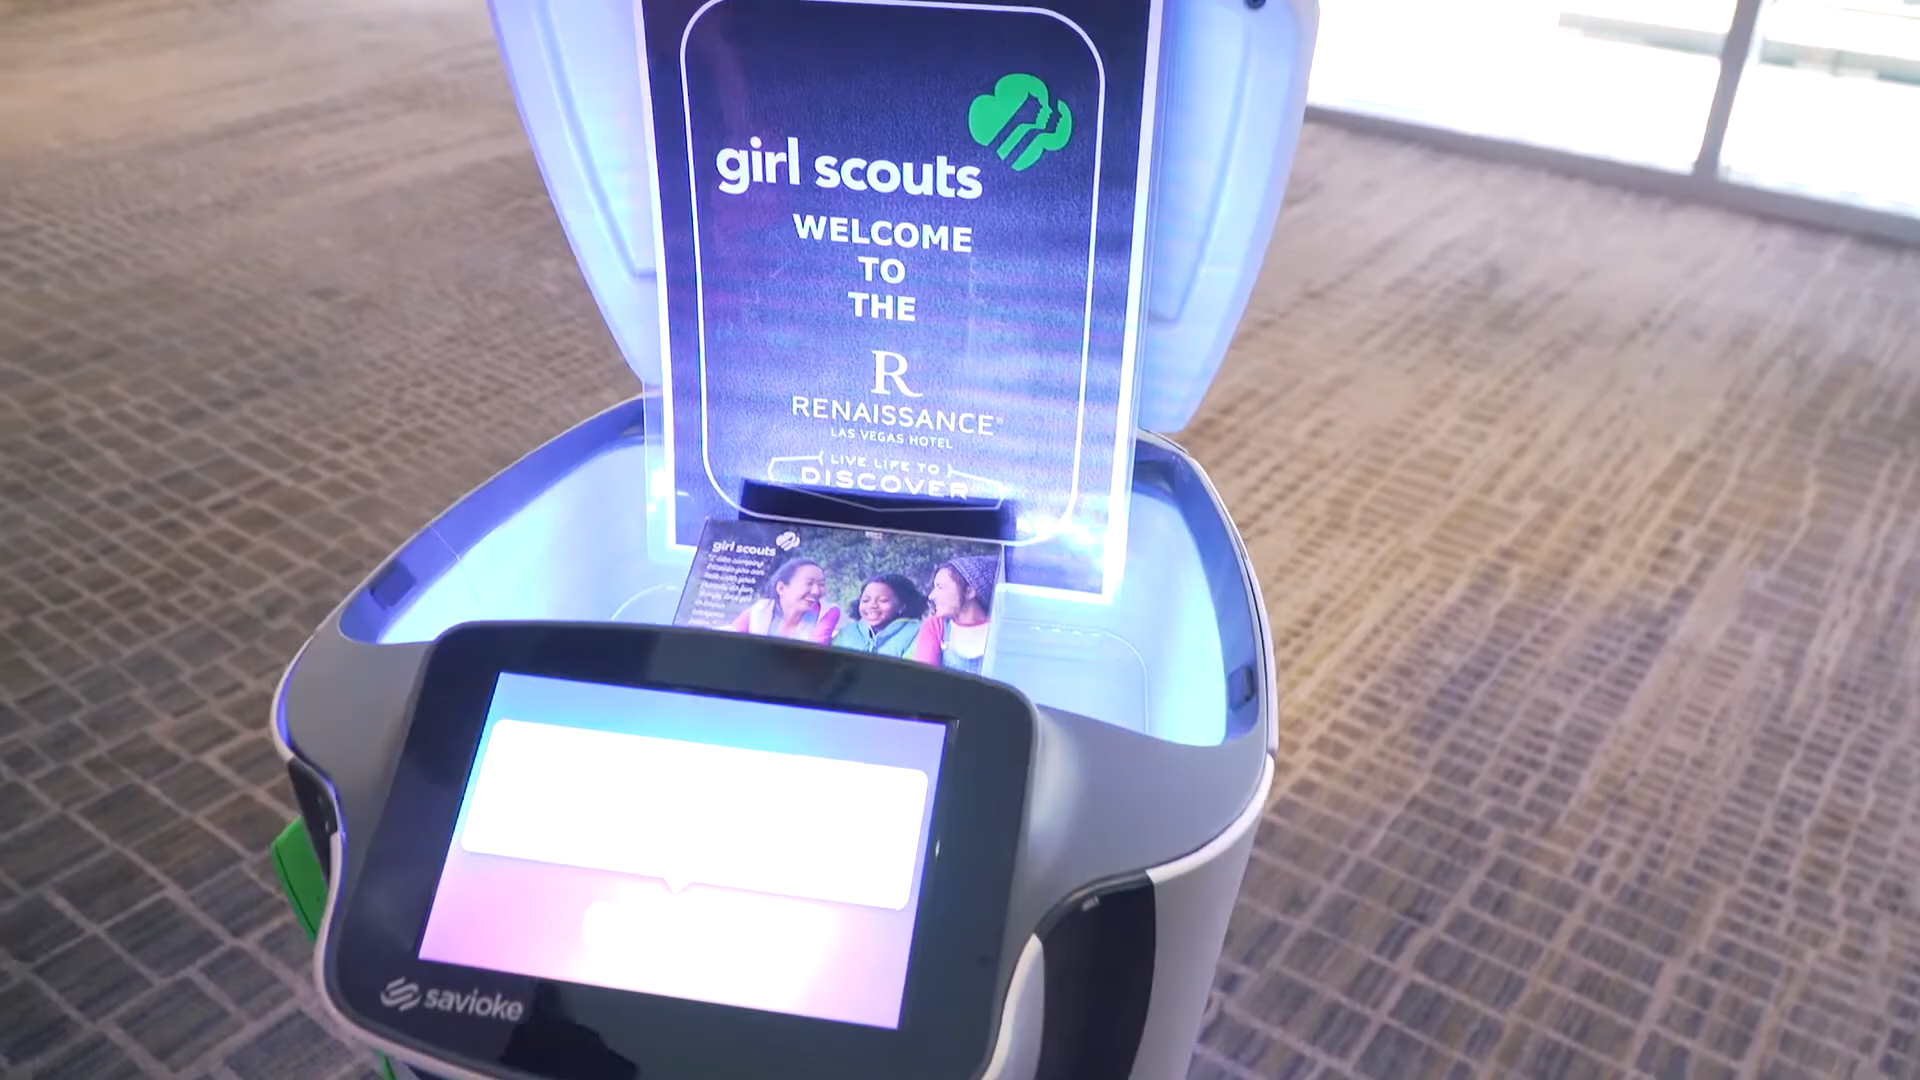 girl scouts
WELCOME
TO
THE
R
RENAISSANCE
LAS VEGAS HOTEL
LIVE LIFE TO
DISCOVER
girl scouts
savioke